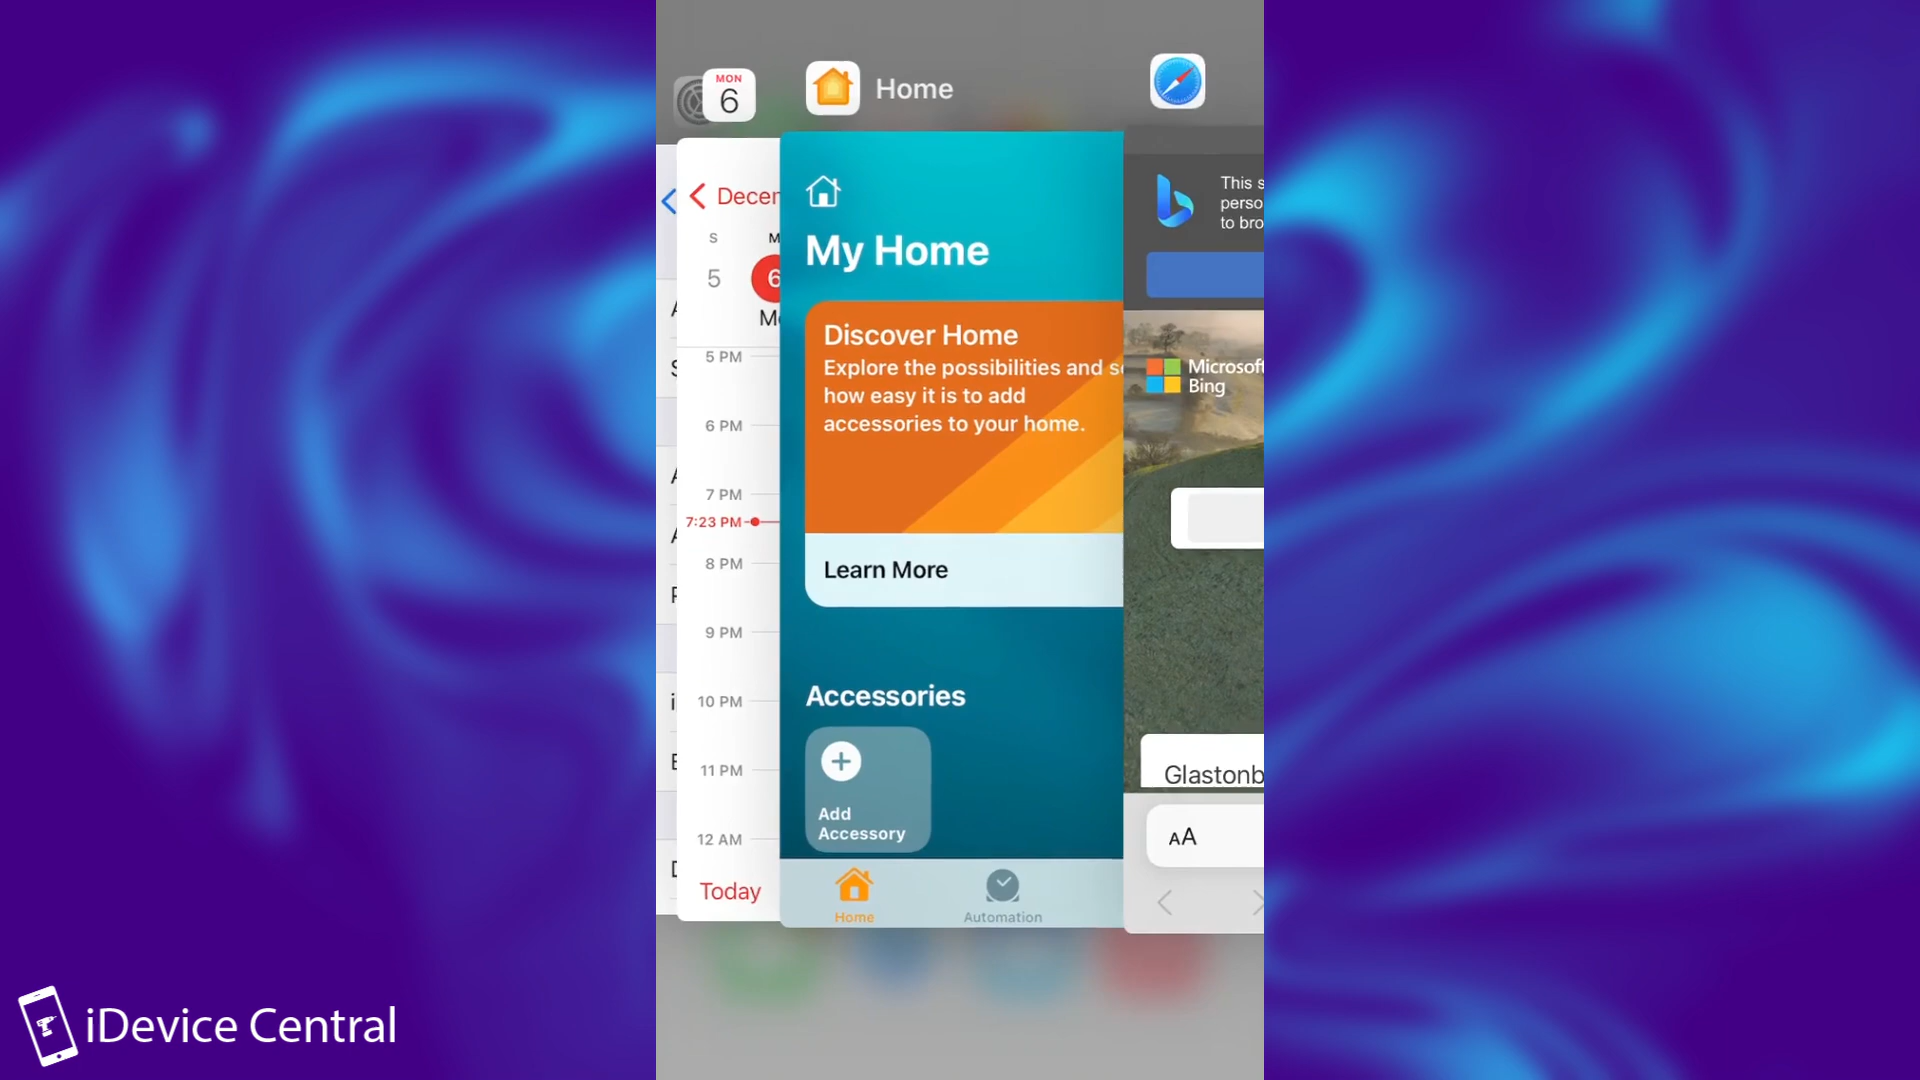 MON
6
Home
Decem
S
M
5
6
Mo
5 PM
6 PM
7 PM
7:23 PM
8 PM
9 PM
10 PM
11 PM
12 AM
Today
My Home
Discover Home
Explore the possibilities and se
how easy it is to add
accessories to your home.
Learn More
Accessories
Add
Accessory
Home
Automation
This s
perso
to bro
Microsoft
Bing
Glastonb
AA
iDevice Central